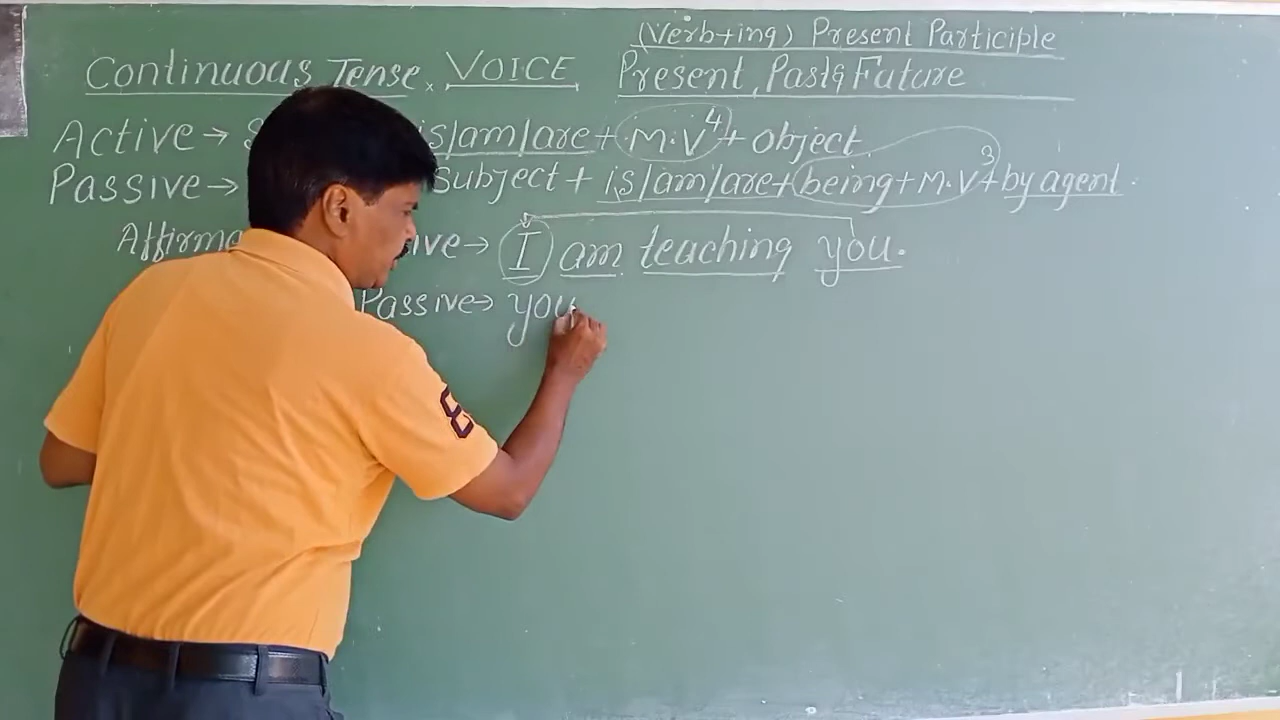 (Verb+ing) Present Participle
Continuous Tense × VOICE Present, Past & Future
Active → S is/am/are + M.V⁴ + object
Passive → Subject + is/am/are + being + M.V³ + by agent.
Affirma ive → I am teaching you.
Passive → you